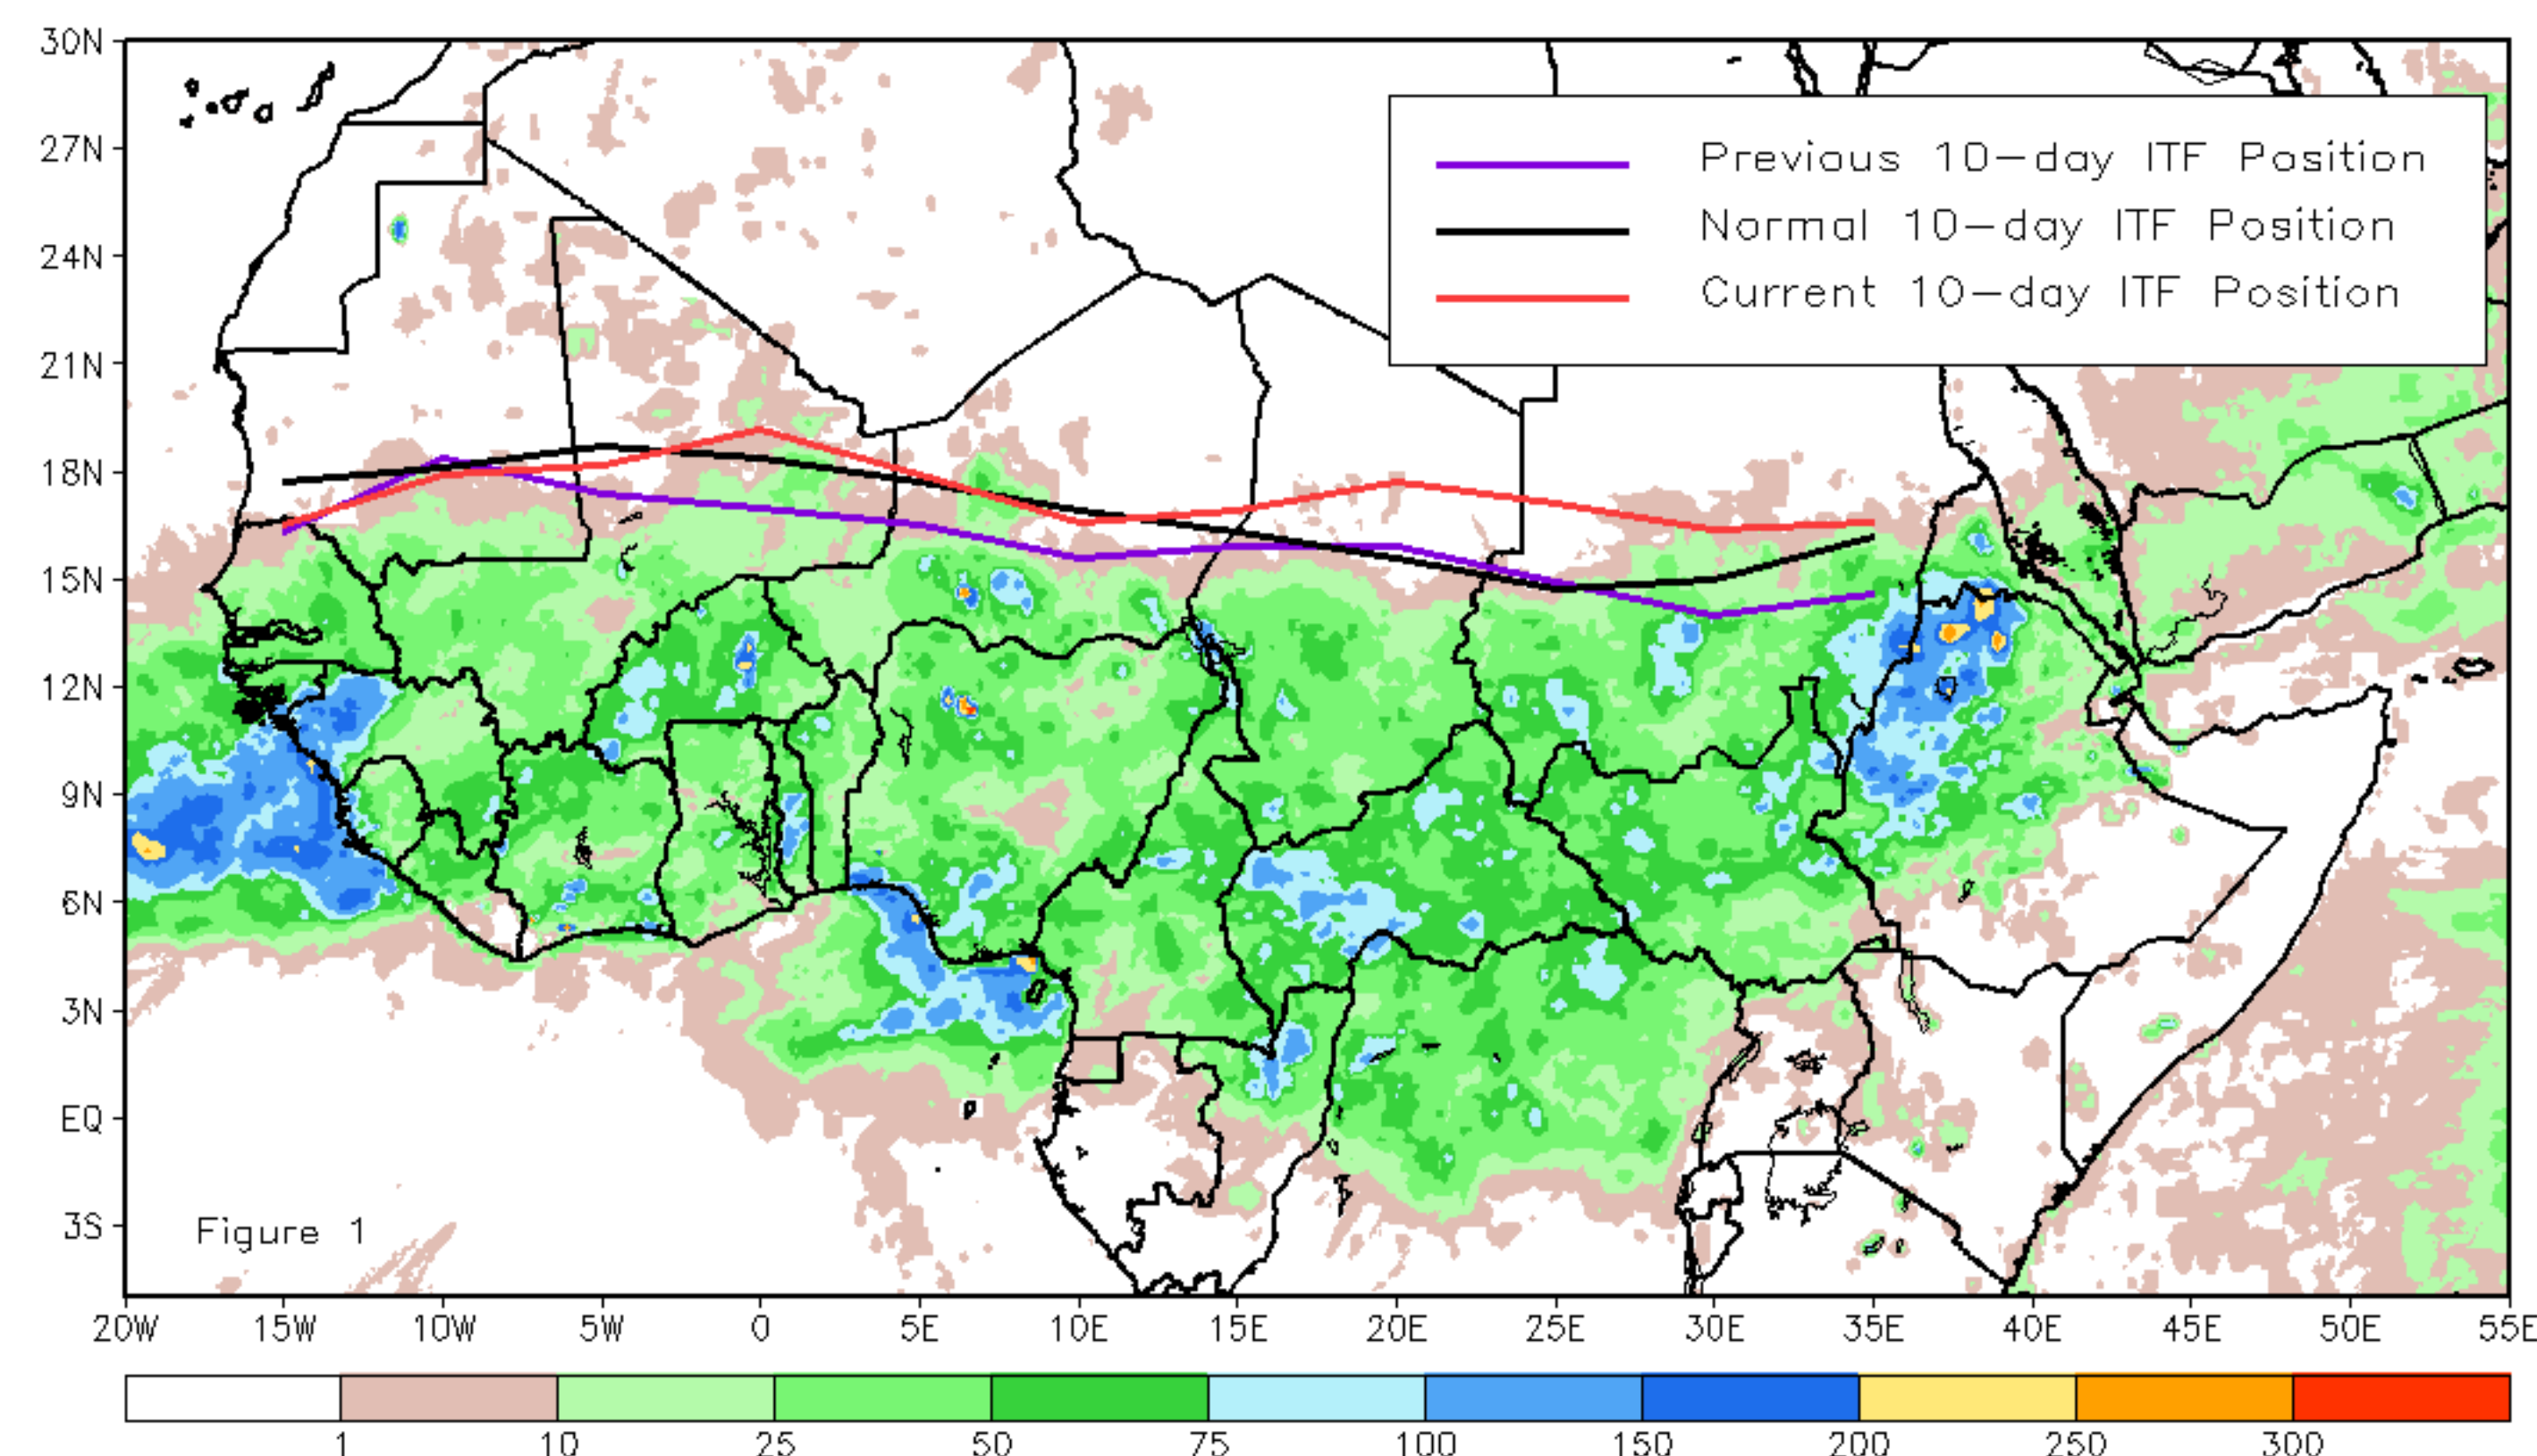 30N
27N
24N
21N
18N
15N
12N
9N
6N
3N
EQ
3S
Previous 10-day ITF Position
Normal 10-day ITF Position
Current 10-day ITF Position
Figure 1
20W 15W 10W 5W 0 5E 10E 15E 20E 25E 30E 35E 40E 45E 50E 55E
1 10 25 50 75 100 150 200 250 300